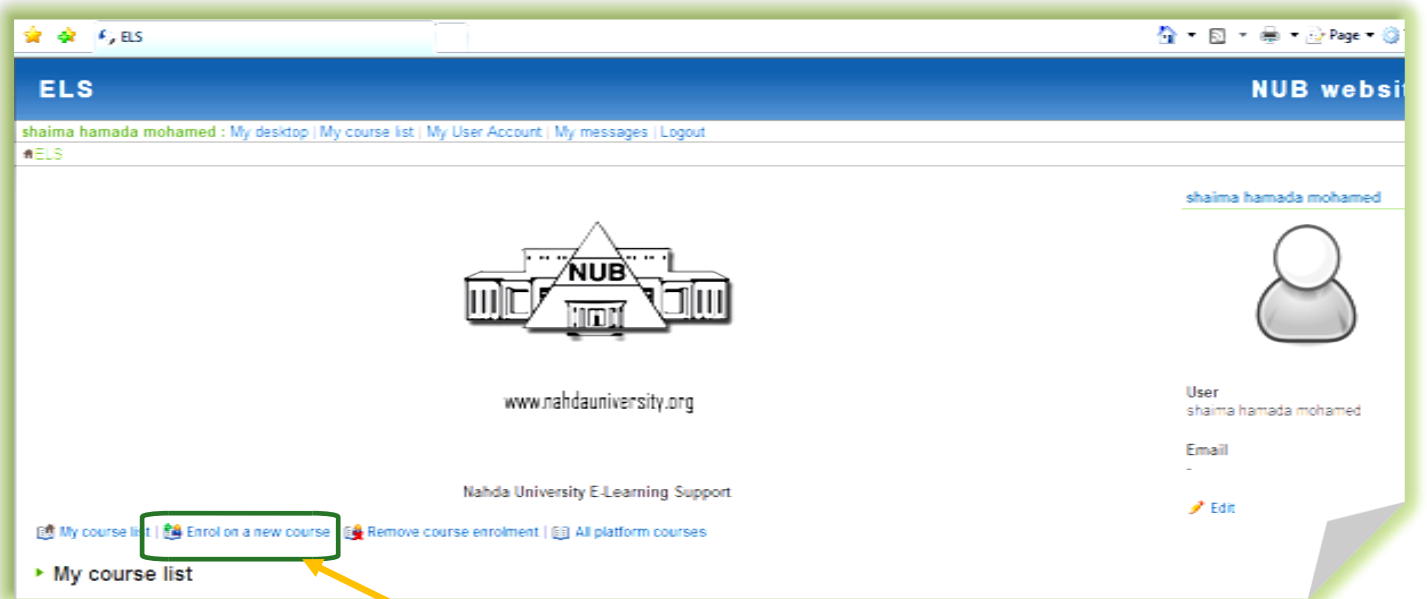 ELS
Page
ELS
NUB websit
shaima hamada mohamed : My desktop | My course list | My User Account | My messages | Logout
ELS
shaima hamada mohamed
NUB
www.nahdauniversity.org
User
shaima hamada mohamed
Email
-
Nahda University E-Learning Support
Edit
My course list | Enrol on a new course | Remove course enrolment | All platform courses
My course list